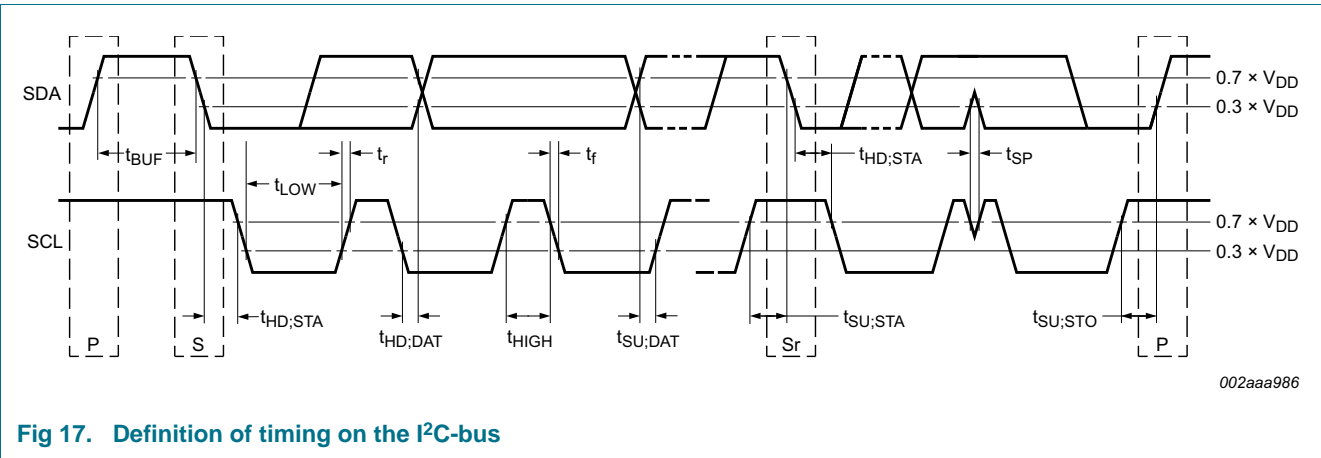 SDA
0.7 × VDD
0.3 × VDD
tBUF
tr
tf
tHD;STA
tSP
tLOW
SCL
0.7 × VDD
0.3 × VDD
tHD;STA
tHD;DAT
tHIGH
tSU;DAT
tSU;STA
tSU;STO
P
S
Sr
P
002aaa986
Fig 17. Definition of timing on the I²C-bus